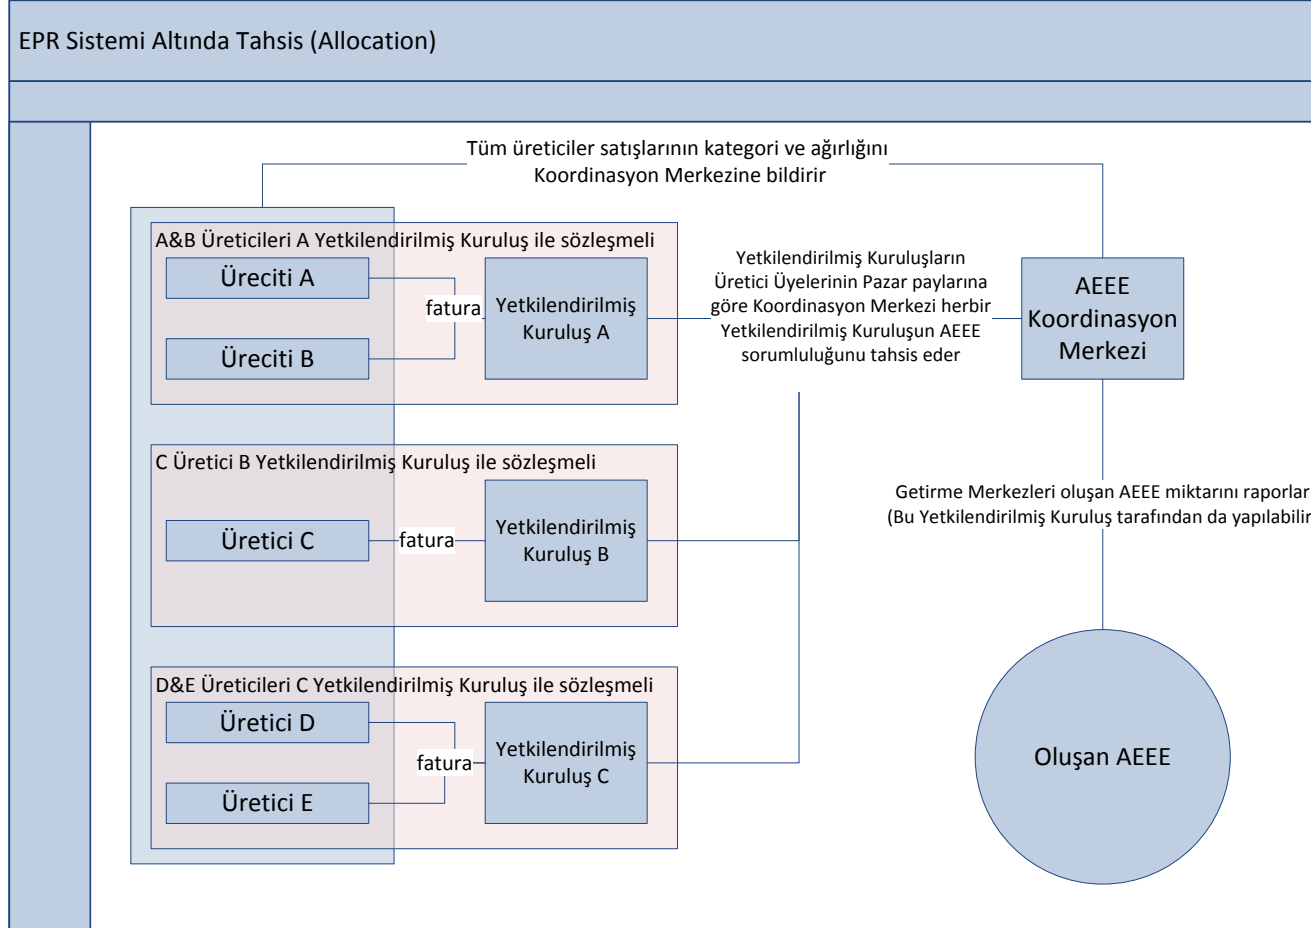 EPR Sistemi Altında Tahsis (Allocation)
Tüm üreticiler satışlarının kategori ve ağırlığını
Koordinasyon Merkezine bildirir
A&B Üreticileri A Yetkilendirilmiş Kuruluş ile sözleşmeli
Üreciti A
Üreciti B
fatura
Yetkilendirilmiş
Kuruluş A
Yetkilendirilmiş Kuruluşların
Üretici Üyelerinin Pazar paylarına
göre Koordinasyon Merkezi herbir
Yetkilendirilmiş Kuruluşun AEEE
sorumluluğunu tahsis eder
AEEE
Koordinasyon
Merkezi
C Üretici B Yetkilendirilmiş Kuruluş ile sözleşmeli
Üretici C
fatura
Yetkilendirilmiş
Kuruluş B
Getirme Merkezleri oluşan AEEE miktarını raporlar
(Bu Yetkilendirilmiş Kuruluş tarafından da yapılabilir
D&E Üreticileri C Yetkilendirilmiş Kuruluş ile sözleşmeli
Üretici D
Üretici E
fatura
Yetkilendirilmiş
Kuruluş C
Oluşan AEEE